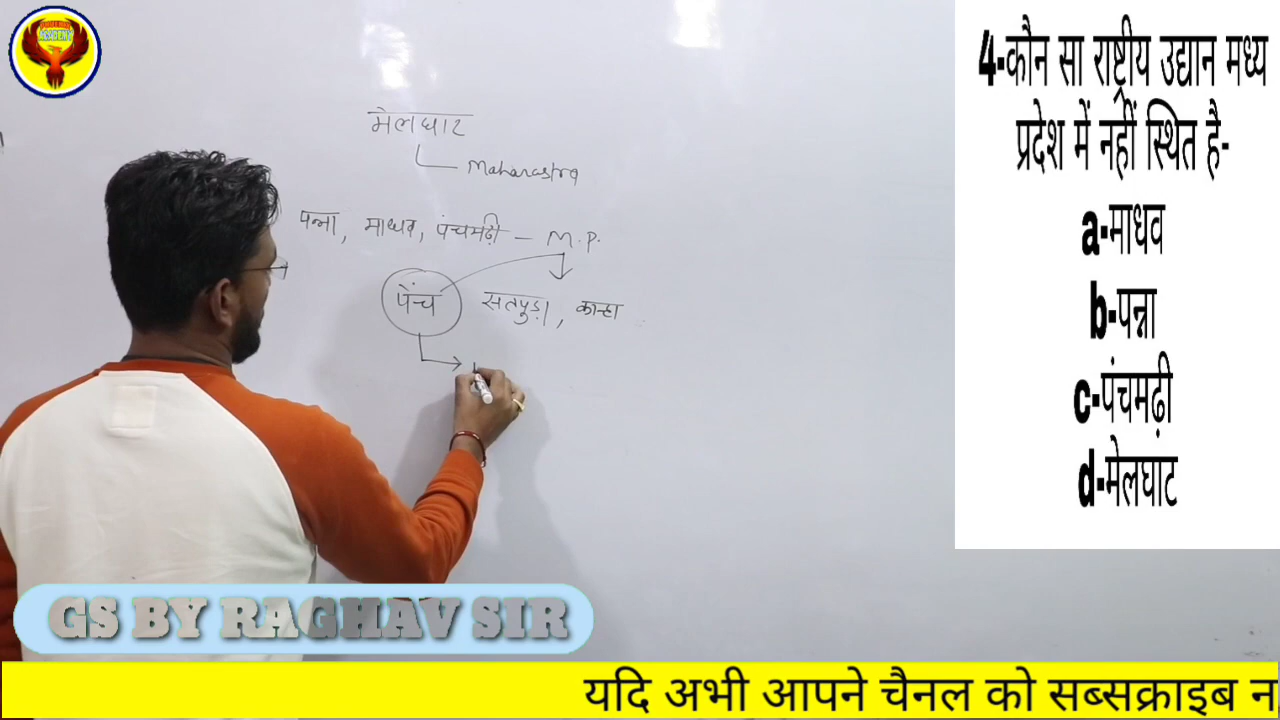 ACADEMY
मेलघाट
Maharastra
पन्ना, माधव, पंचमढ़ी – M.P.
पेंच सतपुड़ा, कान्हा
4-कौन सा राष्ट्रीय उद्यान मध्य
प्रदेश में नहीं स्थित है-
a-माधव
b-पन्ना
c-पंचमढ़ी
d-मेलघाट
GS BY RAGHAV SIR
यदि अभी आपने चैनल को सब्सक्राइब न